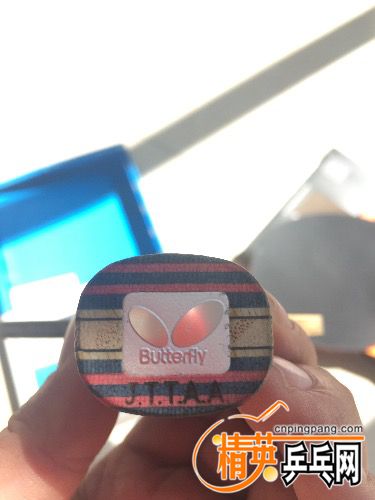 Butterfly
J.T.T.A.A
cnpingpang.com
精英乒乓网